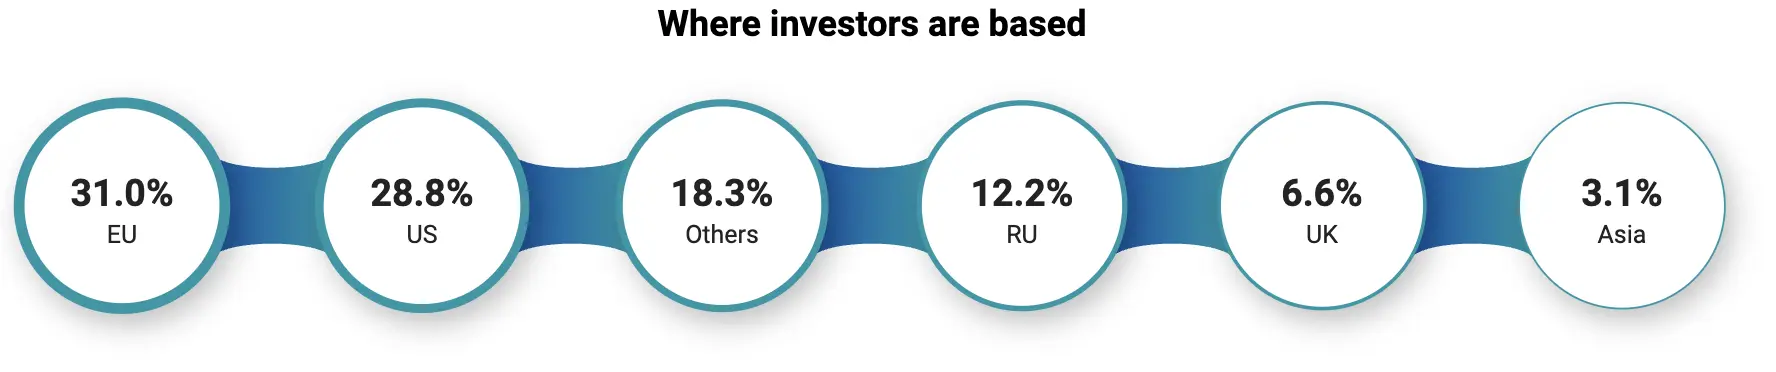 Where investors are based
31.0%
EU
28.8%
US
18.3%
Others
12.2%
RU
6.6%
UK
3.1%
Asia